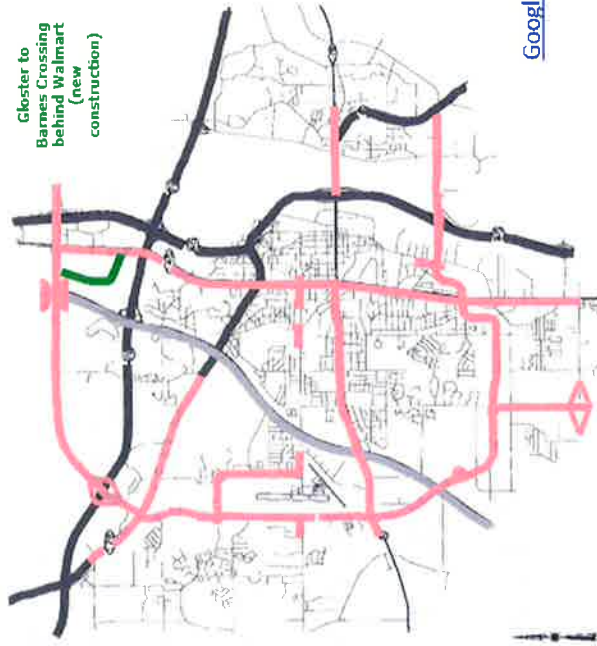 Gloster to
Barnes Crossing
behind Walmart
(new
construction)
Googl